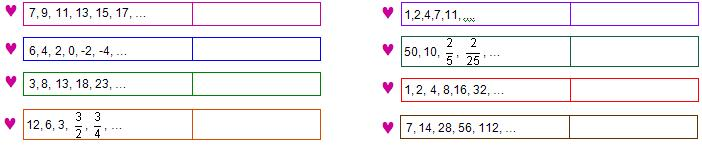 7, 9, 11, 13, 15, 17, ...
6, 4, 2, 0, -2, -4, ...
3, 8, 13, 18, 23, ...
12, 6, 3, 3/2, 3/4, ...
1,2,4,7,11,...
50, 10, 2/5, 2/25, ...
1, 2, 4, 8,16, 32, ...
7, 14, 28, 56, 112, ...